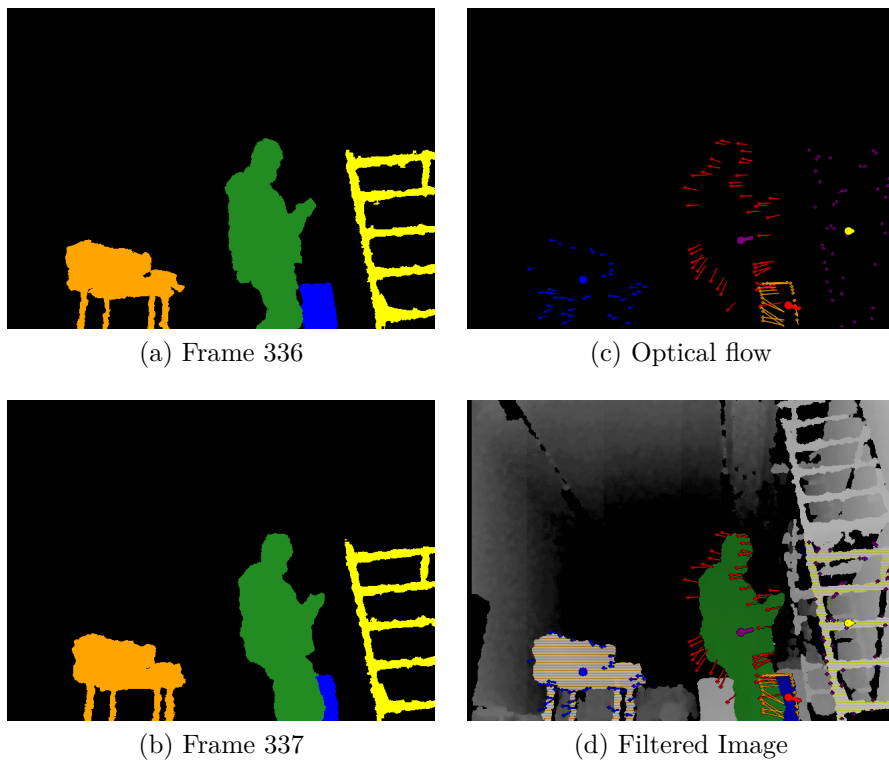 (a) Frame 336
(c) Optical flow
(b) Frame 337
(d) Filtered Image